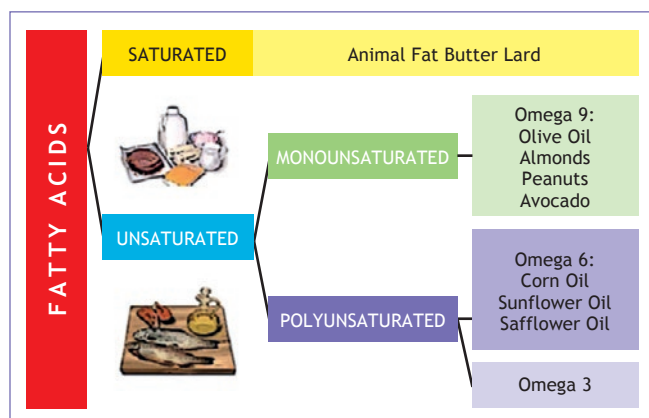 FATTY ACIDS
SATURATED
Animal Fat Butter Lard
UNSATURATED
MONOUNSATURATED
Omega 9:
Olive Oil
Almonds
Peanuts
Avocado
POLYUNSATURATED
Omega 6:
Corn Oil
Sunflower Oil
Safflower Oil
Omega 3